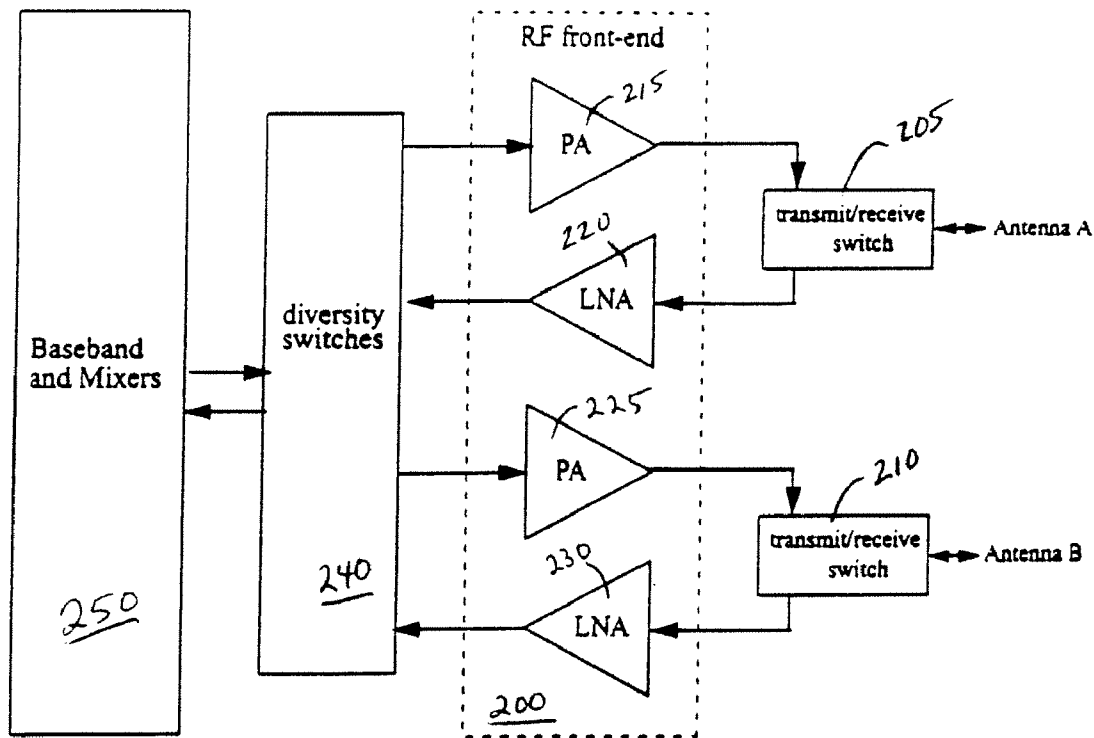 RF front-end
215
PA
205
transmit/receive
switch
Antenna A
220
LNA
diversity
switches
Baseband
and Mixers
225
PA
210
transmit/receive
switch
Antenna B
230
LNA
240
250
200